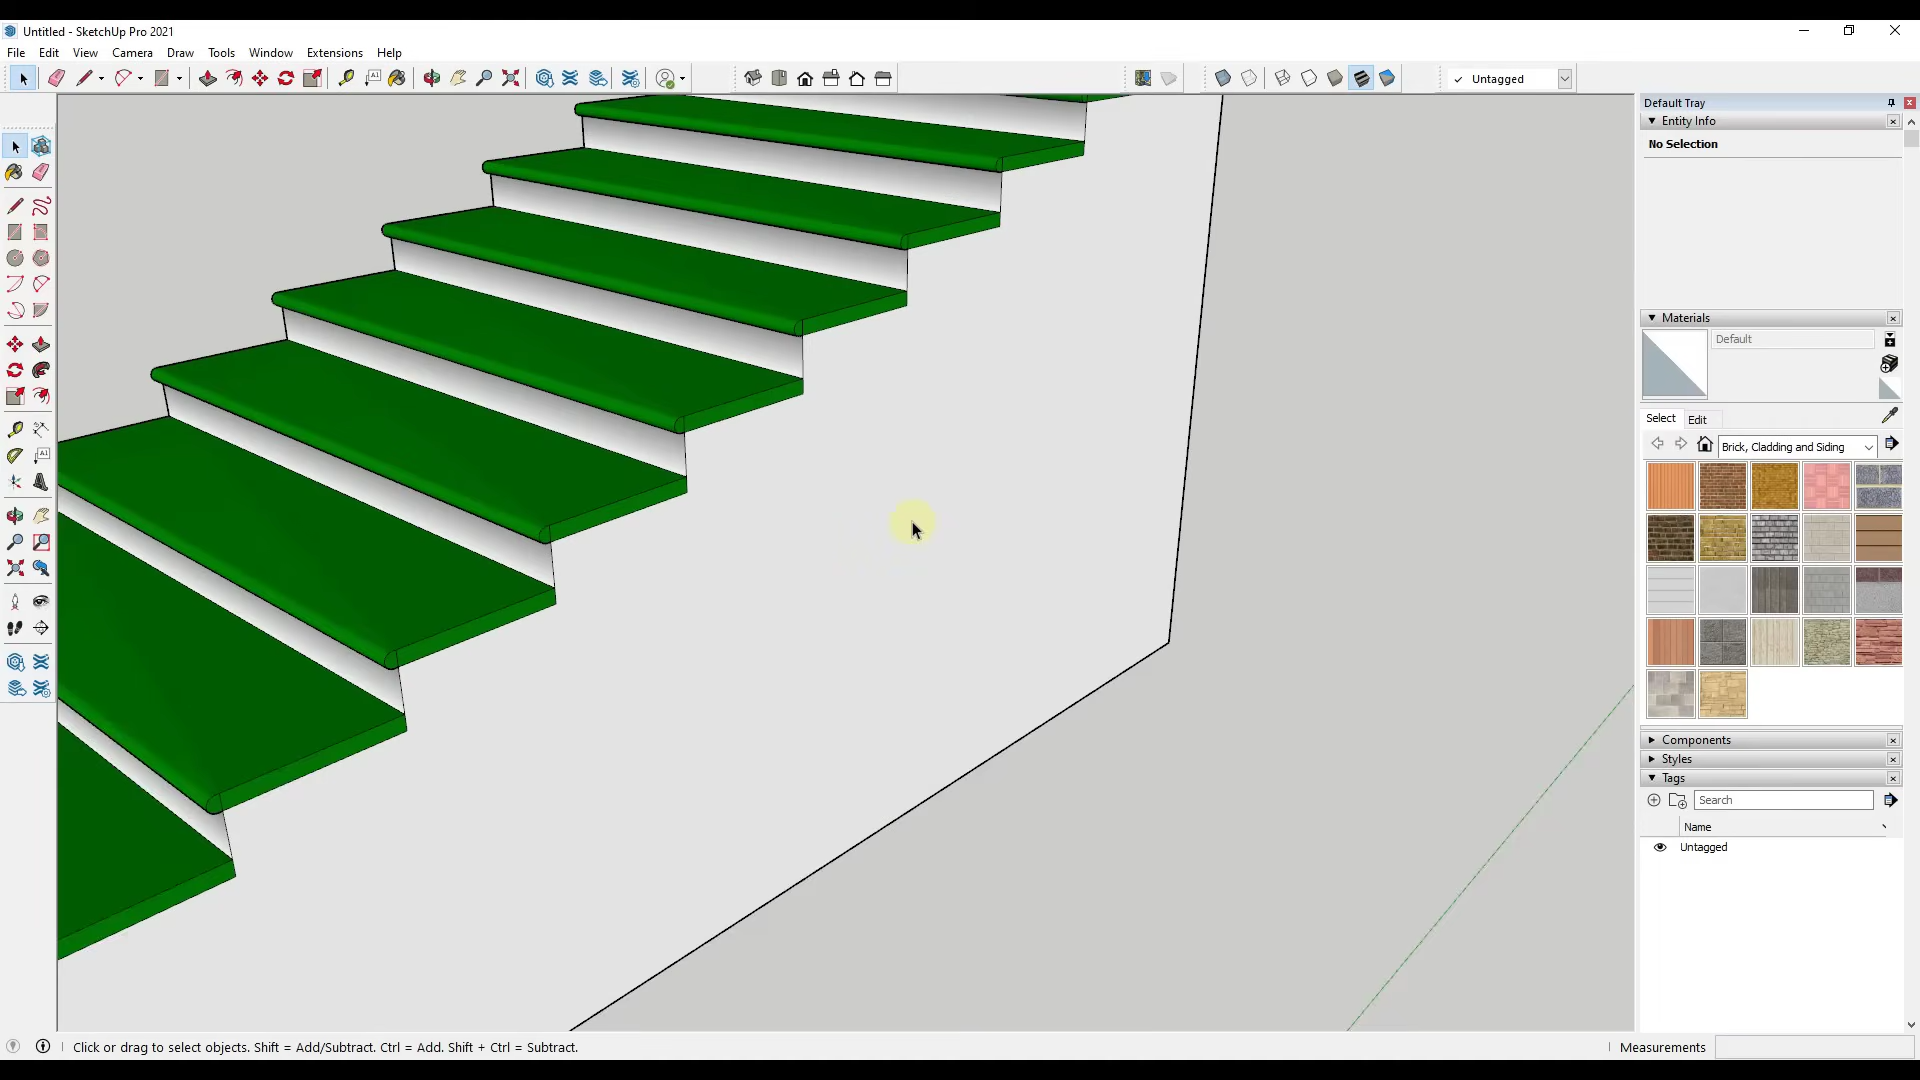 Untitled - SketchUp Pro 2021
File Edit View Camera Draw Tools Window Extensions Help
Untagged
Default Tray
Entity Info
No Selection
Materials
Default
Select Edit
Brick, Cladding and Siding
Components
Styles
Tags
Search
Name
Untagged
Click or drag to select objects. Shift = Add/Subtract. Ctrl = Add. Shift + Ctrl = Subtract.
Measurements